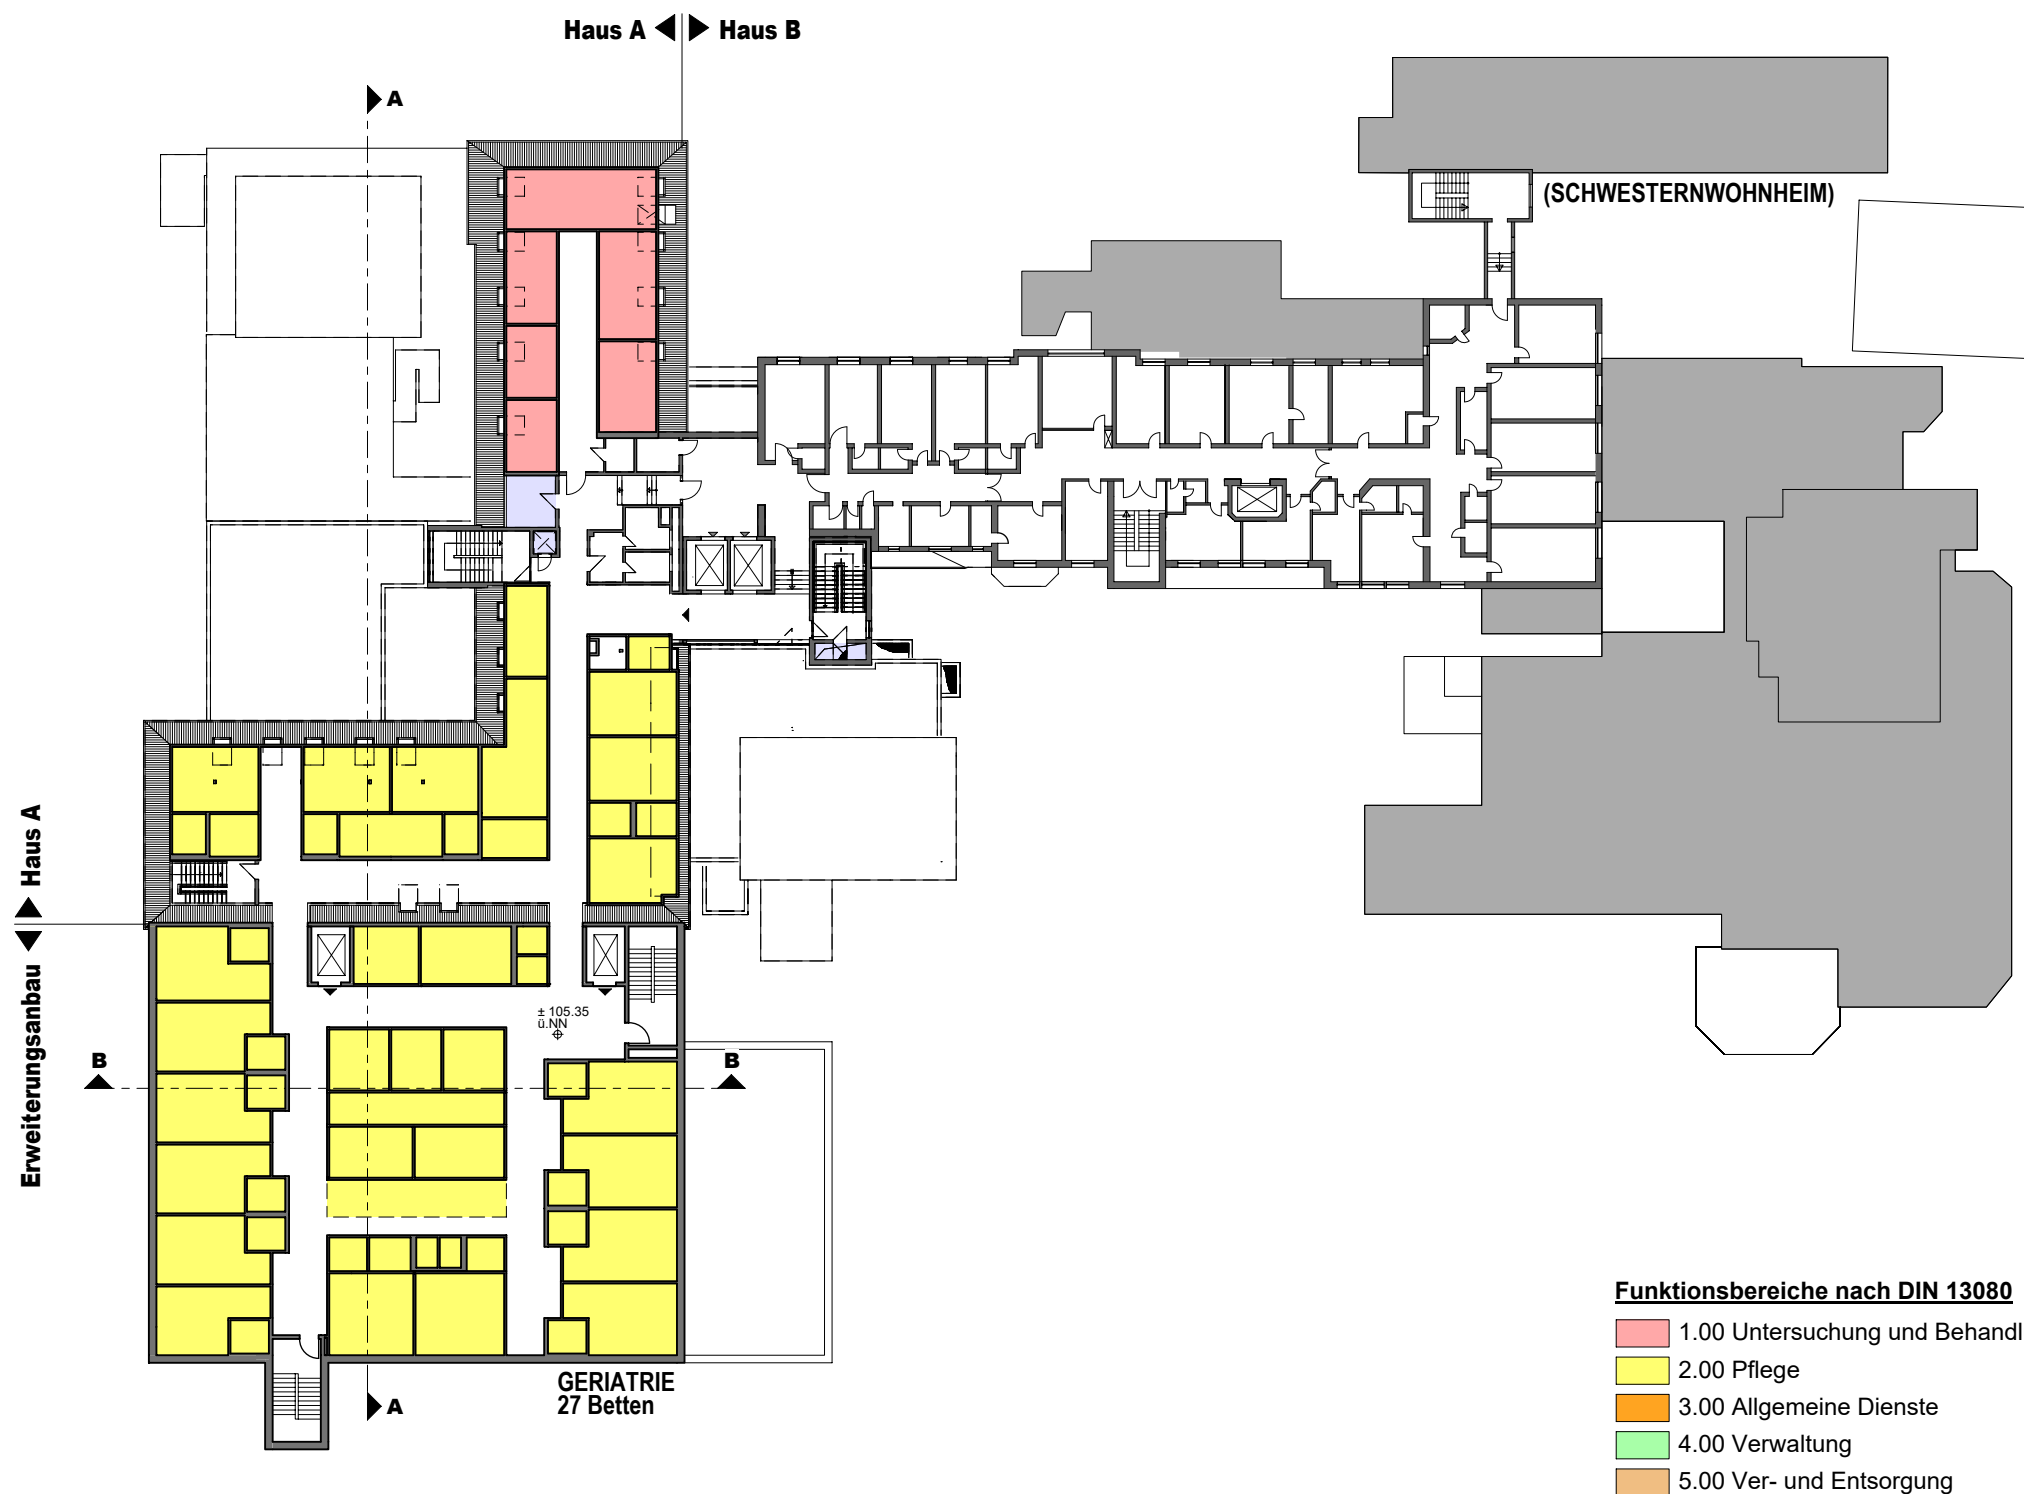 Haus A Haus B
A
(SCHWESTERNWOHNHEIM)
Haus A
Erweiterungsanbau
± 105.35
ü.NN
B
B
GERIATRIE
27 Betten
A
Funktionsbereiche nach DIN 13080
1.00 Untersuchung und Behandl
2.00 Pflege
3.00 Allgemeine Dienste
4.00 Verwaltung
5.00 Ver- und Entsorgung